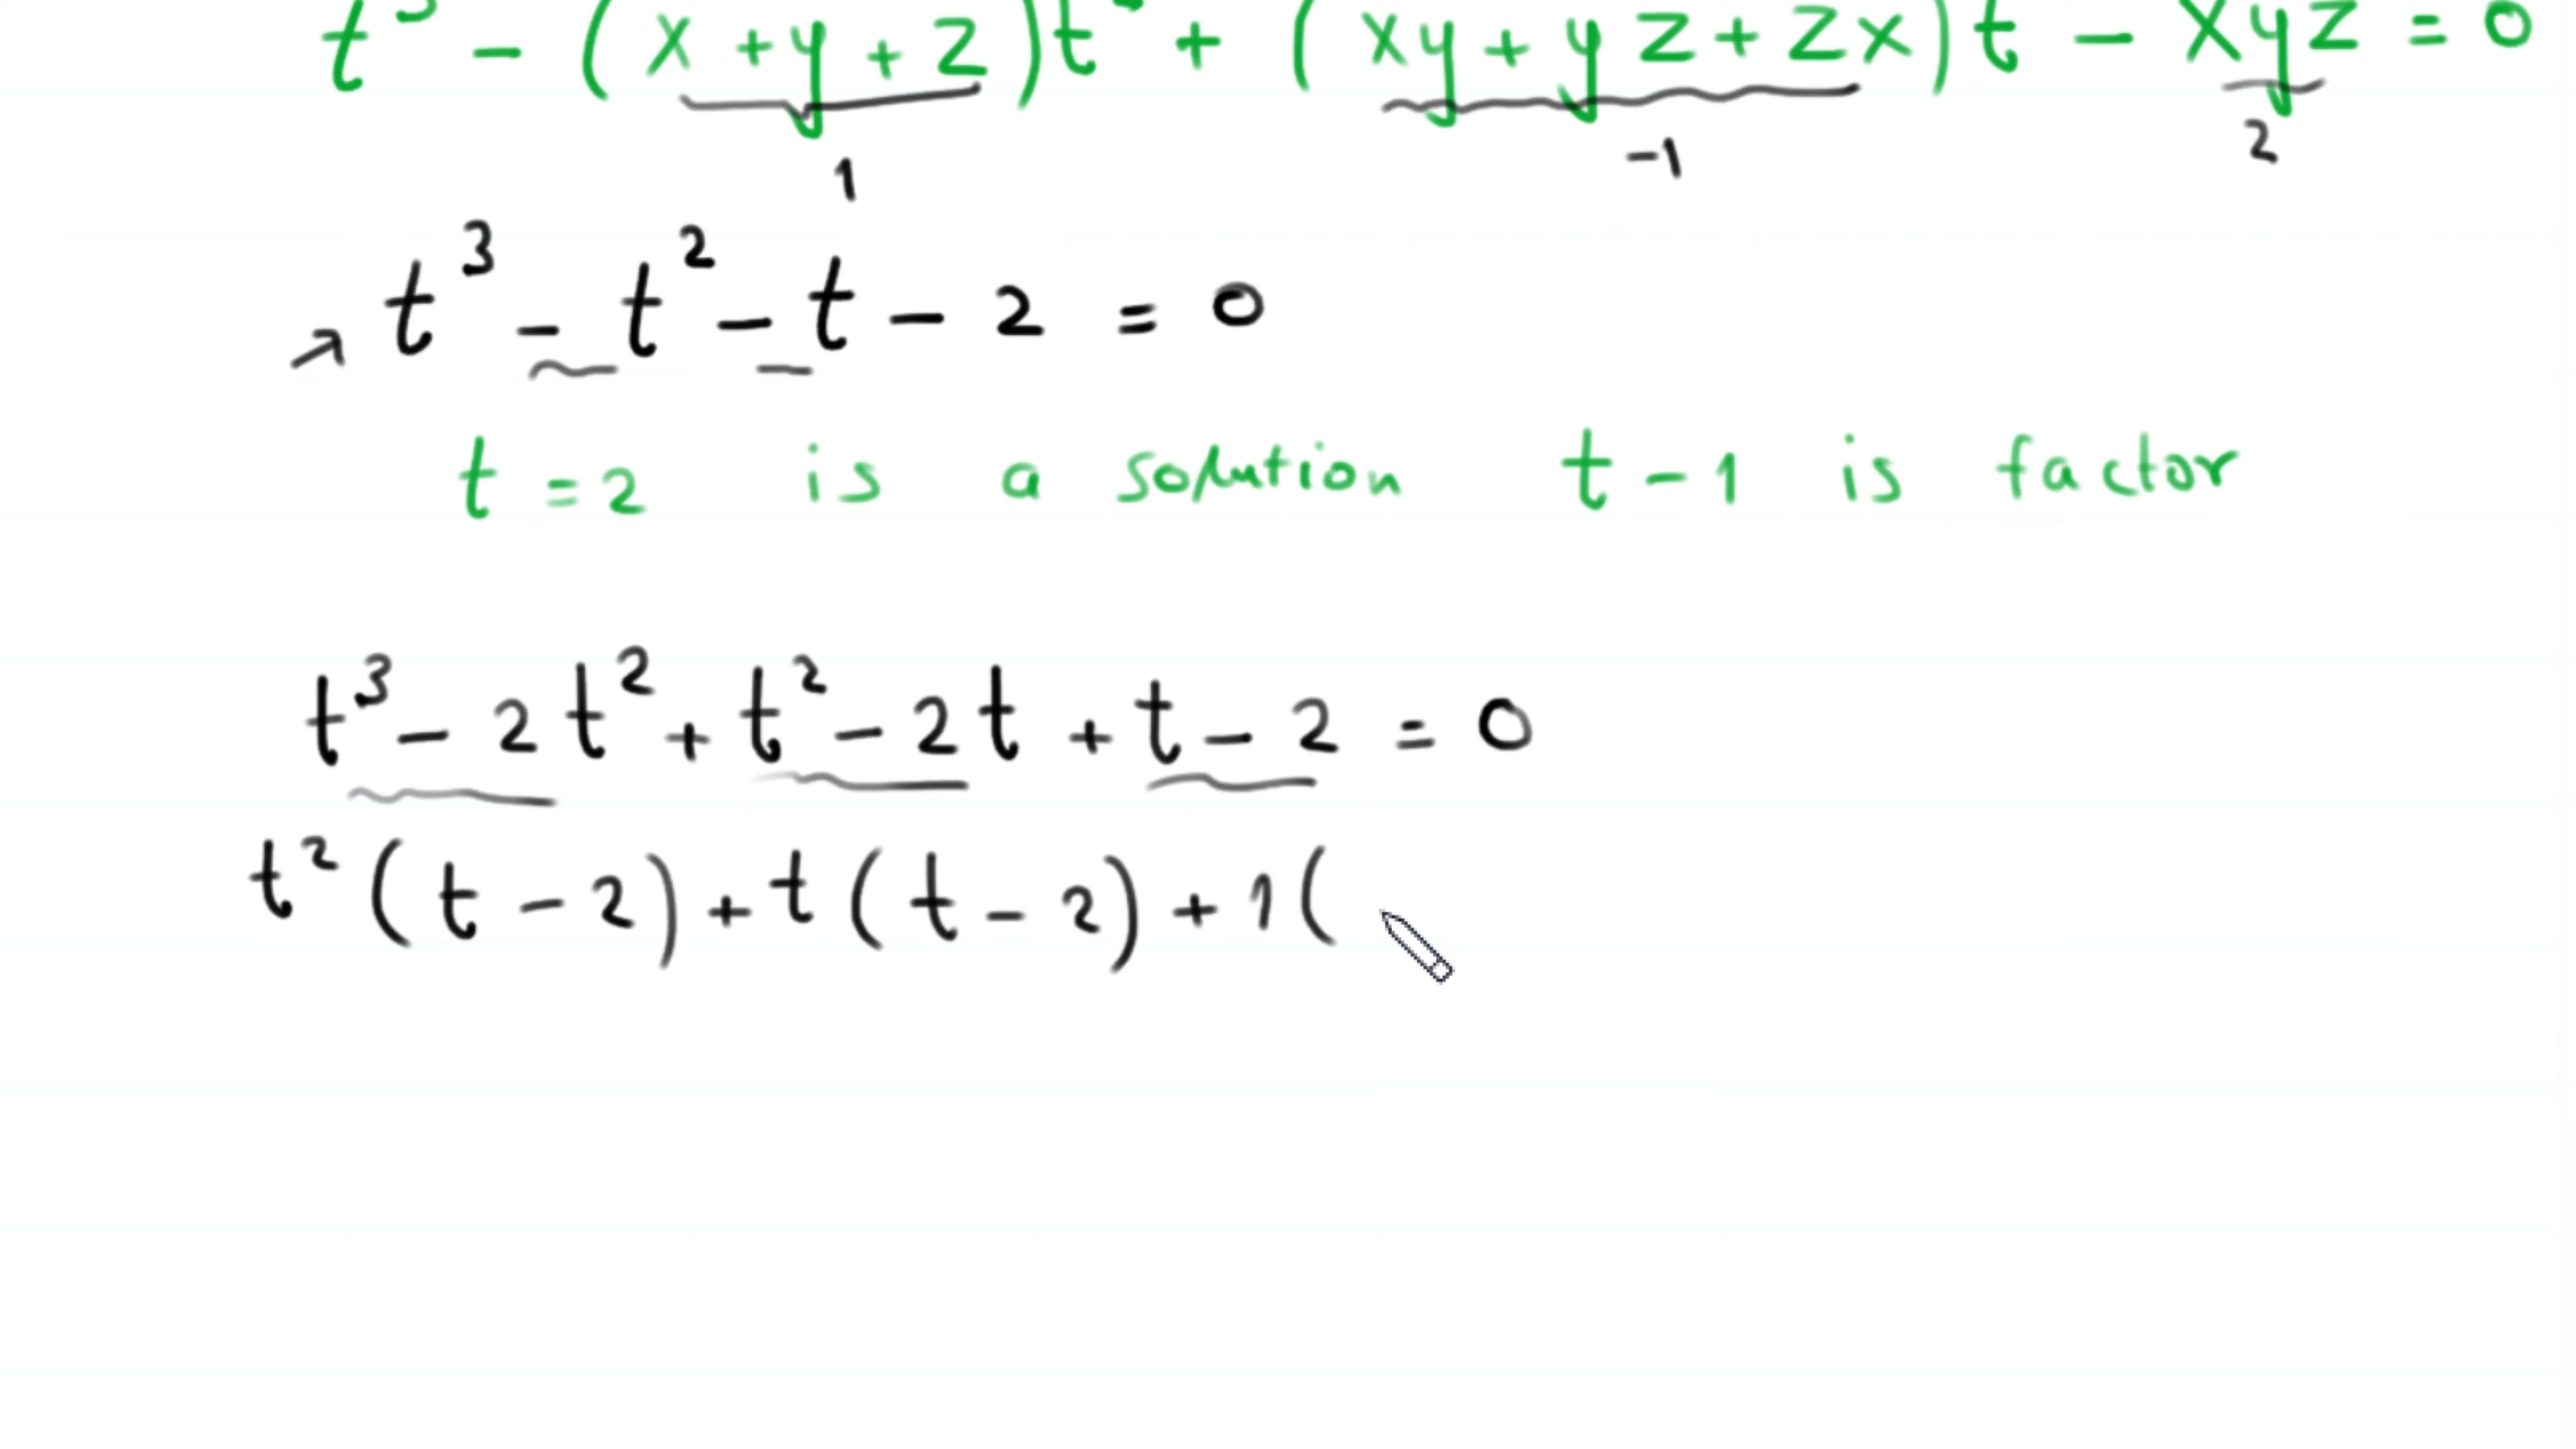 t³ - (x + y + z)t² + (xy + yz + zx)t - xyz = 0
1 -1 2
t³ - t² - t - 2 = 0
t = 2 is a solution t - 1 is factor
t³ - 2t² + t² - 2t + t - 2 = 0
t² (t - 2) + t (t - 2) + 1 (